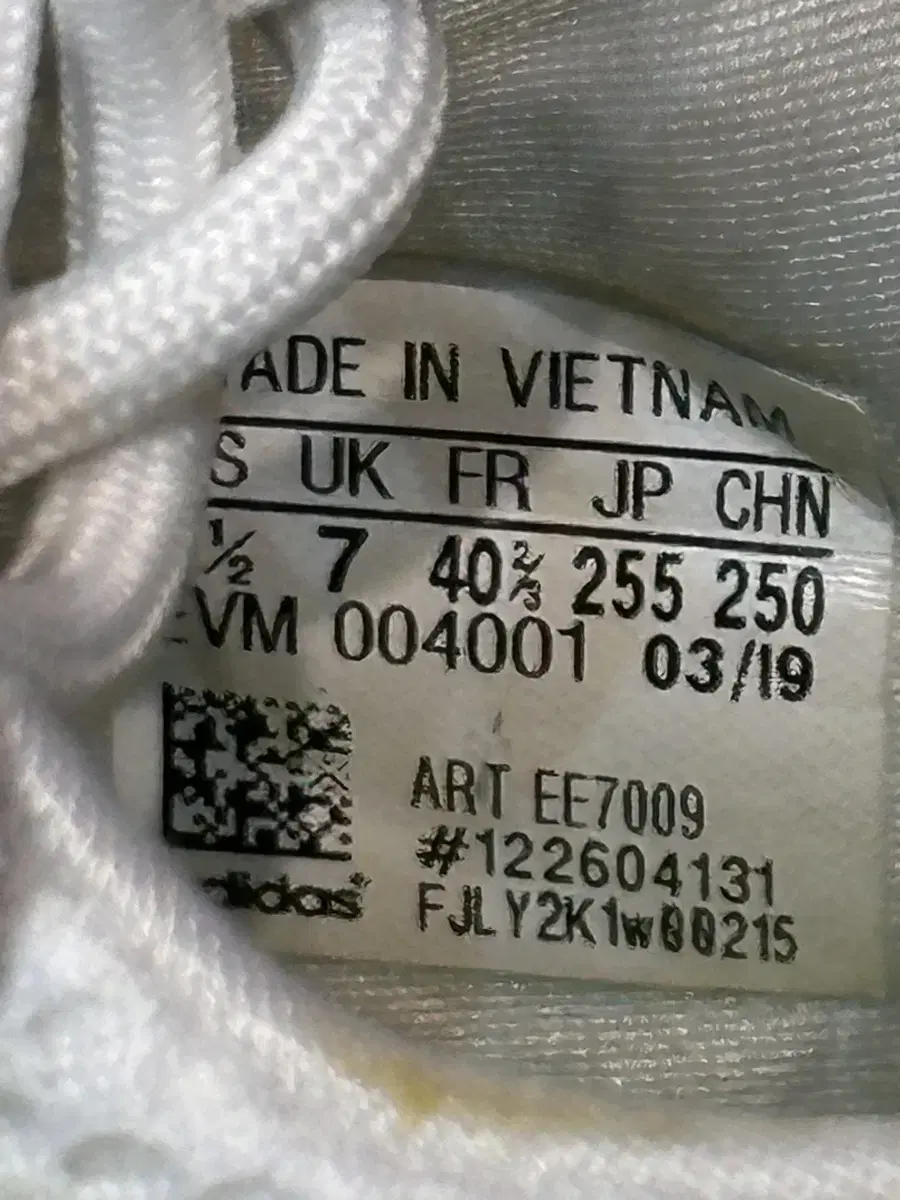 ADE IN VIETNAM
S UK FR JP CHN
½ 7 40⅔ 255 250
EVM 004001 03/19
ART EE7009
#122604131
adidas
FJLY2K1W00215